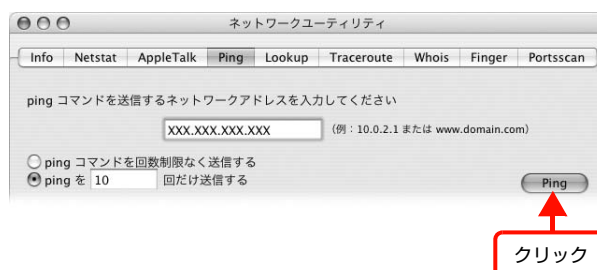 ネットワークユーティリティ
Info Netstat AppleTalk Ping Lookup Traceroute Whois Finger Portsscan
ping コマンドを送信するネットワークアドレスを入力してください
XXX.XXX.XXX.XXX (例：10.0.2.1 または www.domain.com)
ping コマンドを回数制限なく送信する
ping を 10 回だけ送信する
Ping
クリック